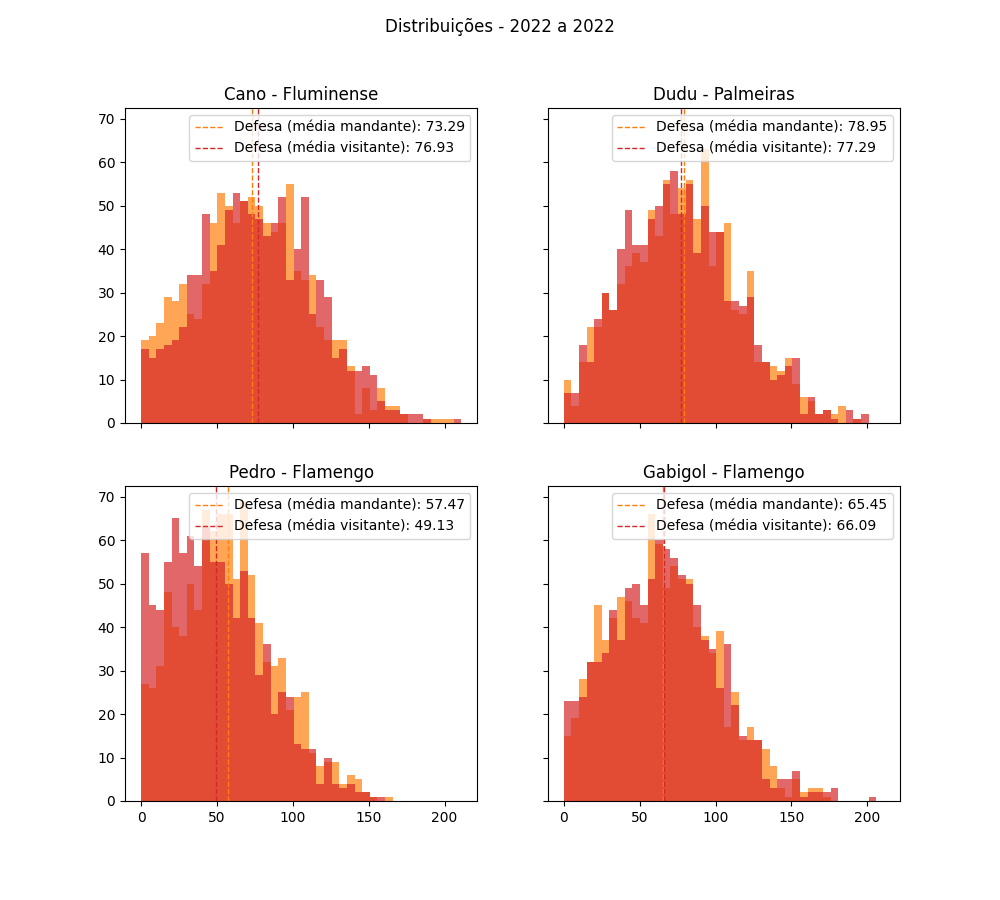 Distribuições - 2022 a 2022
Cano - Fluminense
Defesa (média mandante): 73.29
Defesa (média visitante): 76.93
70
60
50
40
30
20
10
0
Dudu - Palmeiras
Defesa (média mandante): 78.95
Defesa (média visitante): 77.29
Pedro - Flamengo
Defesa (média mandante): 57.47
Defesa (média visitante): 49.13
70
60
50
40
30
20
10
0
0 50 100 150 200
Gabigol - Flamengo
Defesa (média mandante): 65.45
Defesa (média visitante): 66.09
0 50 100 150 200